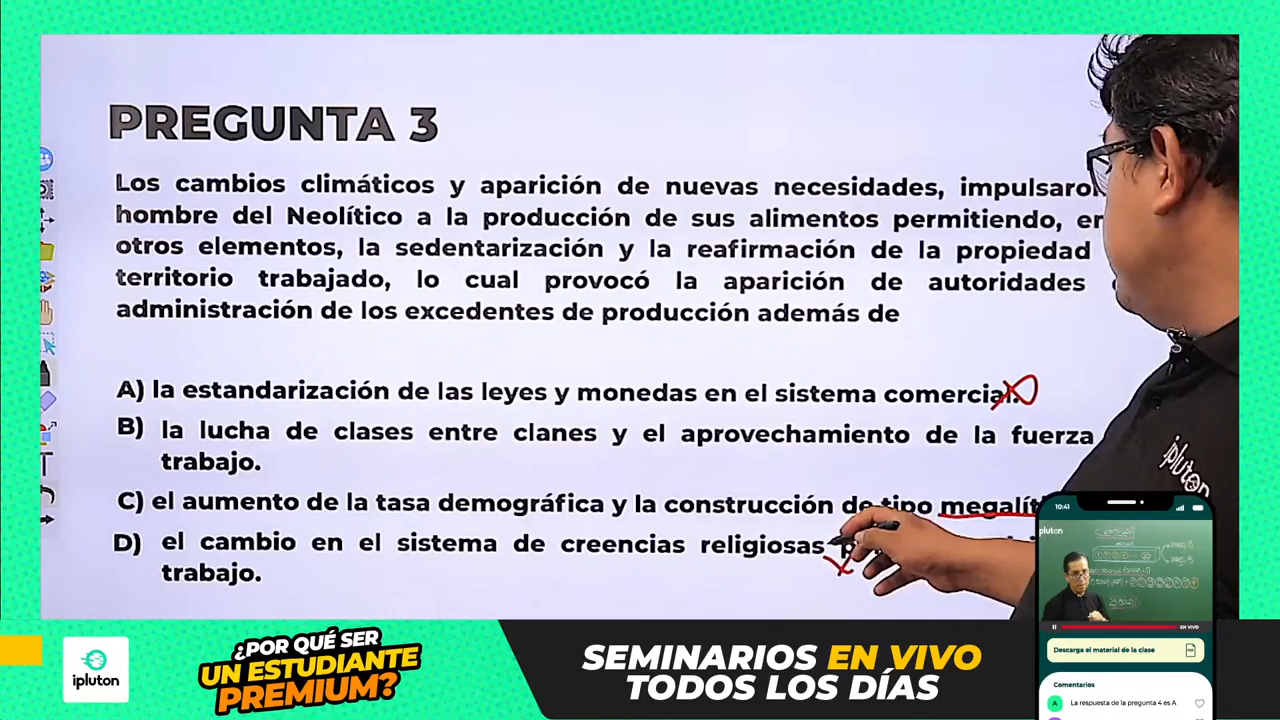 PREGUNTA 3
Los cambios climáticos y aparición de nuevas necesidades,
hombre del Neolítico a la producción de sus alimentos permitiendo,
otros elementos, la sedentarización y la reafirmación de la propiedad
territorio trabajado, lo cual provocó la aparición de autoridades
administración de los excedentes de producción además de
A) la estandarización de las leyes y monedas en el sistema comercial.
B) la lucha de clases entre clanes y el aprovechamiento de la fuerza
trabajo.
C) el aumento de la tasa demográfica y la construcción de tipo
D) el cambio en el sistema de creencias religiosas
trabajo.
ipluton
10:41
ipluton
EN VIVO
Descarga el material de la clase
Comentarios
A La respuesta de la pregunta 4 es A
ipluton
¿POR QUÉ SER
UN ESTUDIANTE
PREMIUM?
SEMINARIOS EN VIVO
TODOS LOS DÍAS